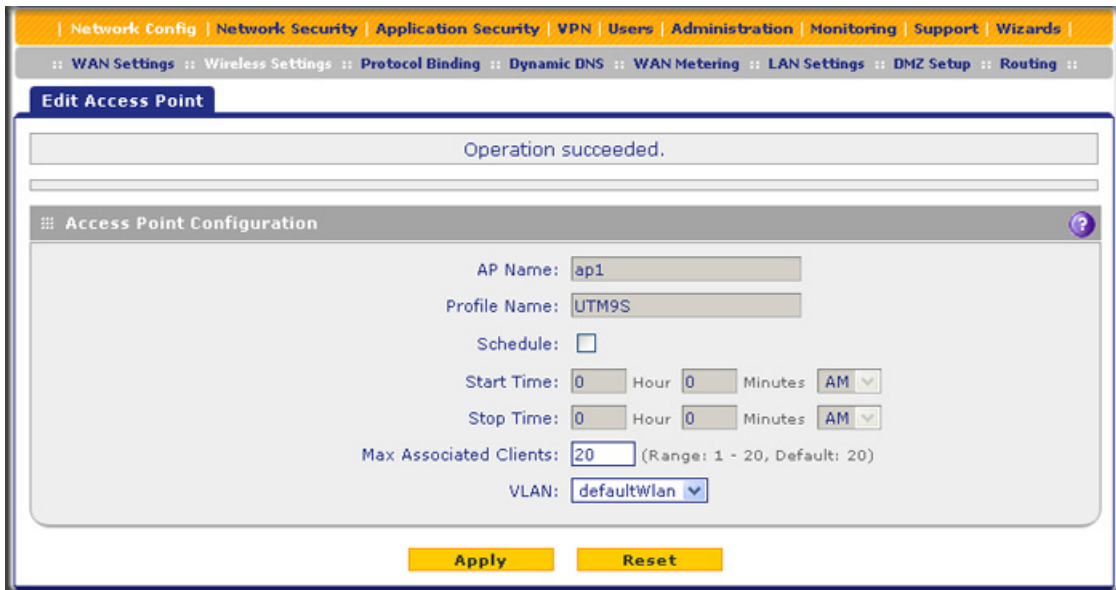 | Network Config | Network Security | Application Security | VPN | Users | Administration | Monitoring | Support | Wizards |
:: WAN Settings :: Wireless Settings :: Protocol Binding :: Dynamic DNS :: WAN Metering :: LAN Settings :: DMZ Setup :: Routing ::
Edit Access Point
Operation succeeded.
Access Point Configuration ?
AP Name: ap1
Profile Name: UTM9S
Schedule:
Start Time: 0 Hour 0 Minutes AM
Stop Time: 0 Hour 0 Minutes AM
Max Associated Clients: 20 (Range: 1 - 20, Default: 20)
VLAN: defaultWlan
Apply Reset